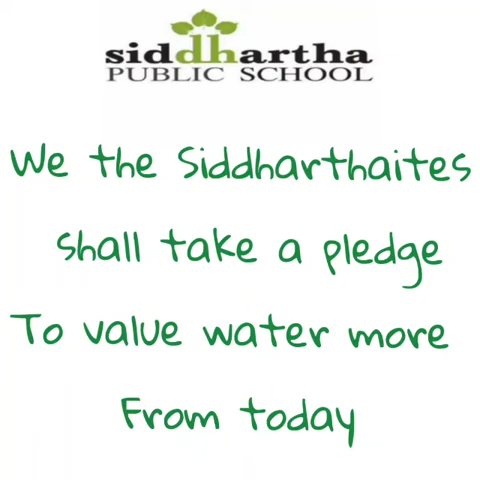 siddhartha
PUBLIC SCHOOL
We the Siddharthaites
shall take a pledge
To value water more
From today